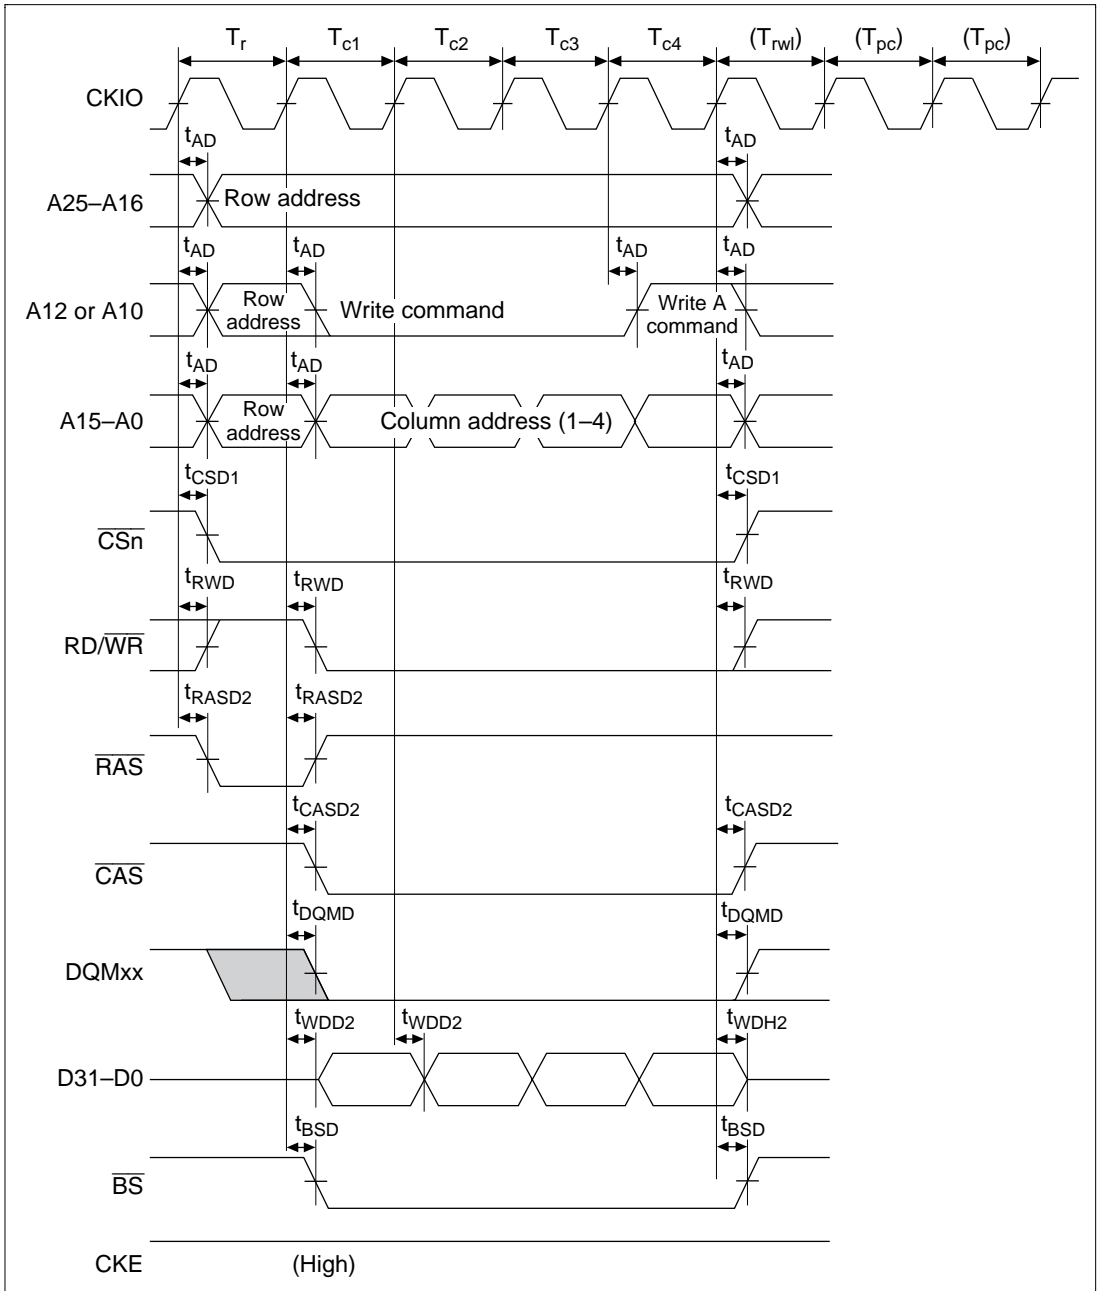 Tr Tc1 Tc2 Tc3 Tc4 (Trwl) (Tpc) (Tpc)
CKIO
tAD tAD
A25–A16 Row address
tAD tAD tAD tAD
A12 or A10 Row address Write command Write A command
tAD tAD tAD
A15–A0 Row address Column address (1–4)
tCSD1 tCSD1
CSn
tRWD tRWD tRWD
RD/WR
tRASD2 tRASD2
RAS
tCASD2 tCASD2
CAS
tDQMD tDQMD
DQMxx
tWDD2 tWDD2 tWDH2
D31–D0
tBSD tBSD
BS
CKE (High)